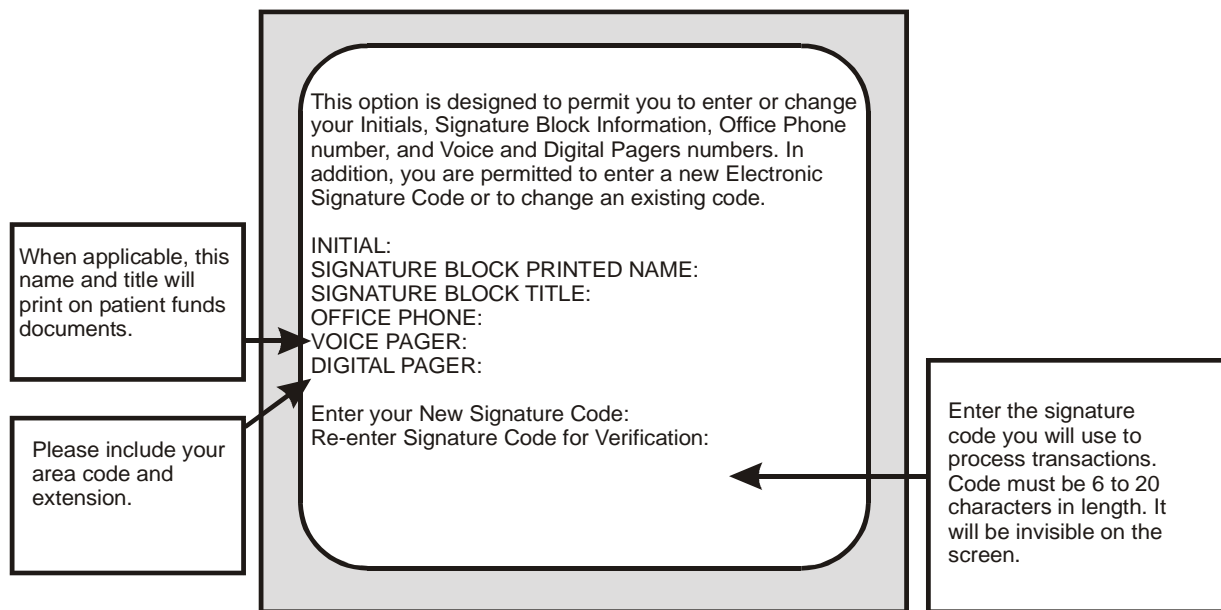 This option is designed to permit you to enter or change
your Initials, Signature Block Information, Office Phone
number, and Voice and Digital Pagers numbers. In
addition, you are permitted to enter a new Electronic
Signature Code or to change an existing code.
INITIAL:
SIGNATURE BLOCK PRINTED NAME:
SIGNATURE BLOCK TITLE:
OFFICE PHONE:
VOICE PAGER:
DIGITAL PAGER:
Enter your New Signature Code:
Re-enter Signature Code for Verification:
When applicable, this
name and title will
print on patient funds
documents.
Please include your
area code and
extension.
Enter the signature
code you will use to
process transactions.
Code must be 6 to 20
characters in length. It
will be invisible on the
screen.